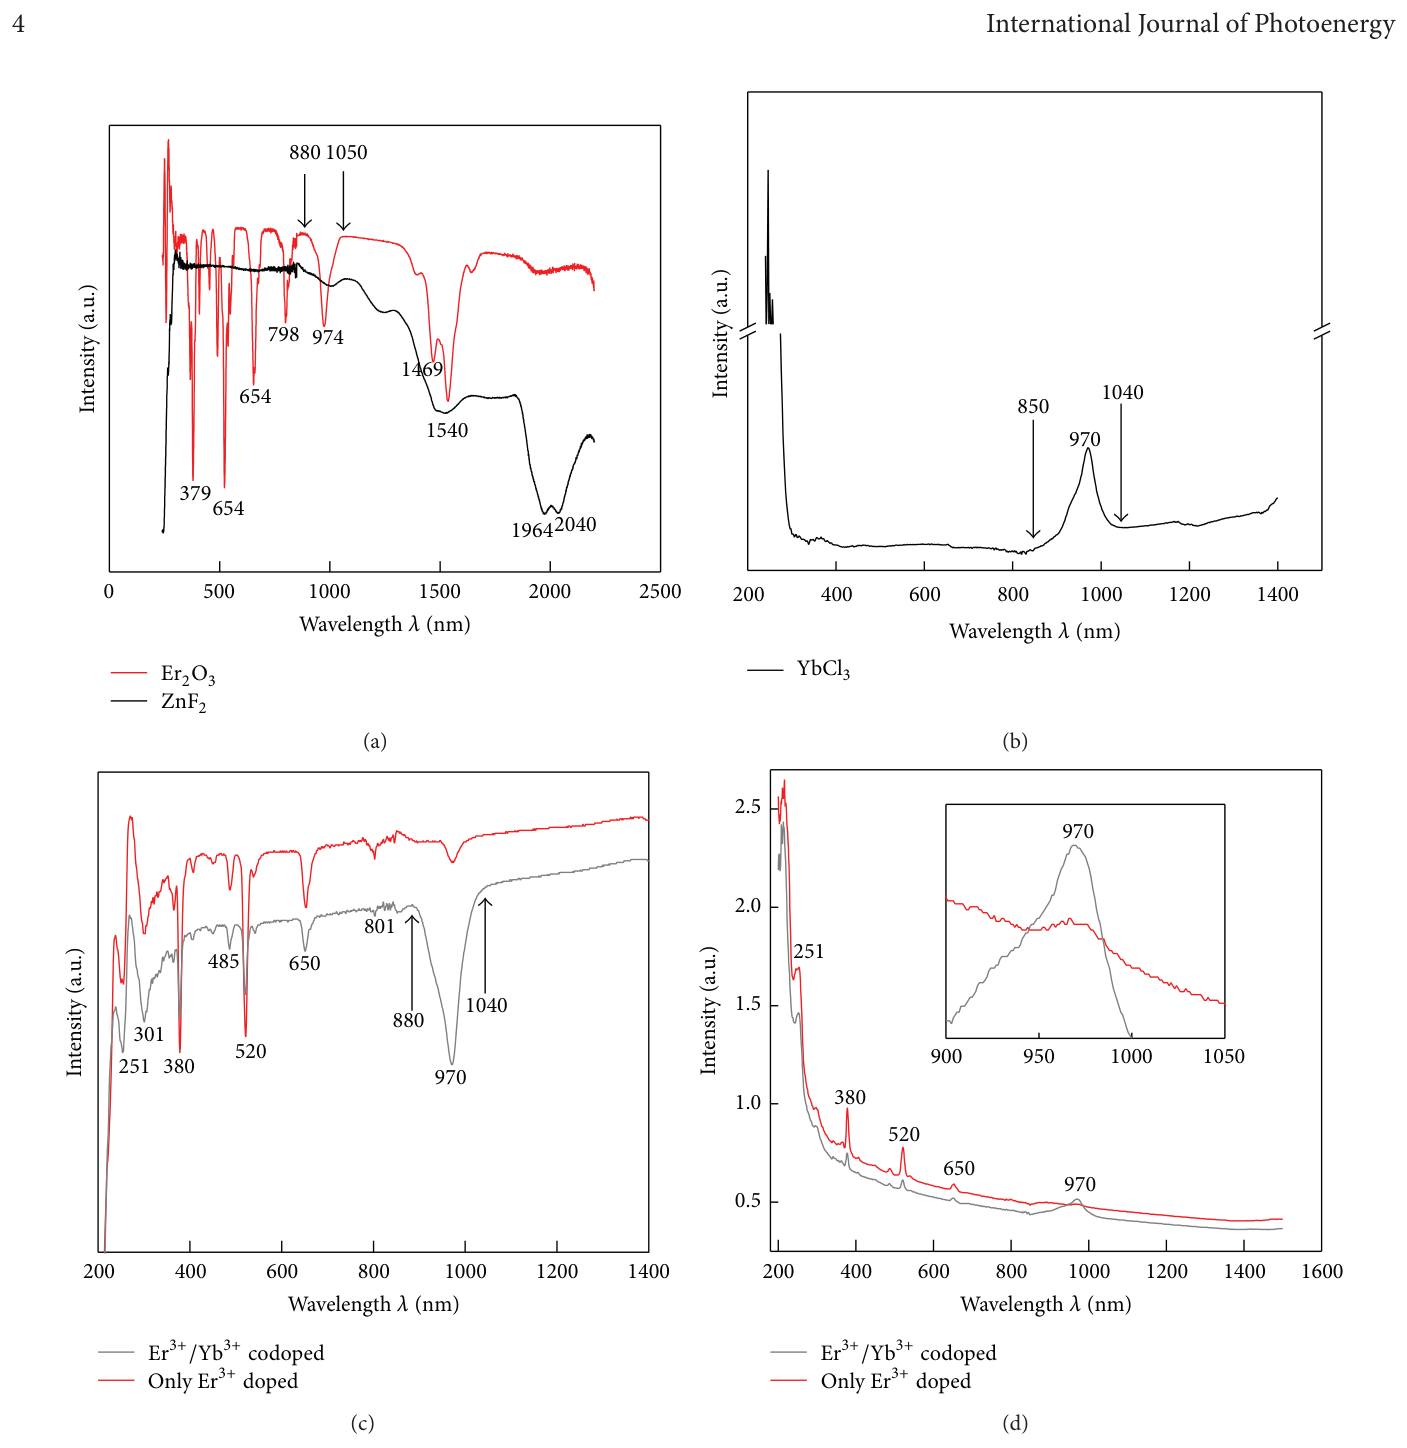 4 International Journal of Photoenergy
880 1050
798 974
654
1469
1540
379
654
1964 2040
Intensity (a.u.)
0 500 1000 1500 2000 2500
Wavelength λ (nm)
Er₂O₃
ZnF₂
(a)
Intensity (a.u.)
850
1040
970
200 400 600 800 1000 1200 1400
Wavelength λ (nm)
YbCl₃
(b)
Intensity (a.u.)
801
485
650
301
251 380
520
880
1040
970
200 400 600 800 1000 1200 1400
Wavelength λ (nm)
Er³⁺/Yb³⁺ codoped
Only Er³⁺ doped
(c)
Intensity (a.u.)
2.5
2.0
1.5
1.0
0.5
251
380
520
650
970
970
900 950 1000 1050
200 400 600 800 1000 1200 1400 1600
Wavelength λ (nm)
Er³⁺/Yb³⁺ codoped
Only Er³⁺ doped
(d)